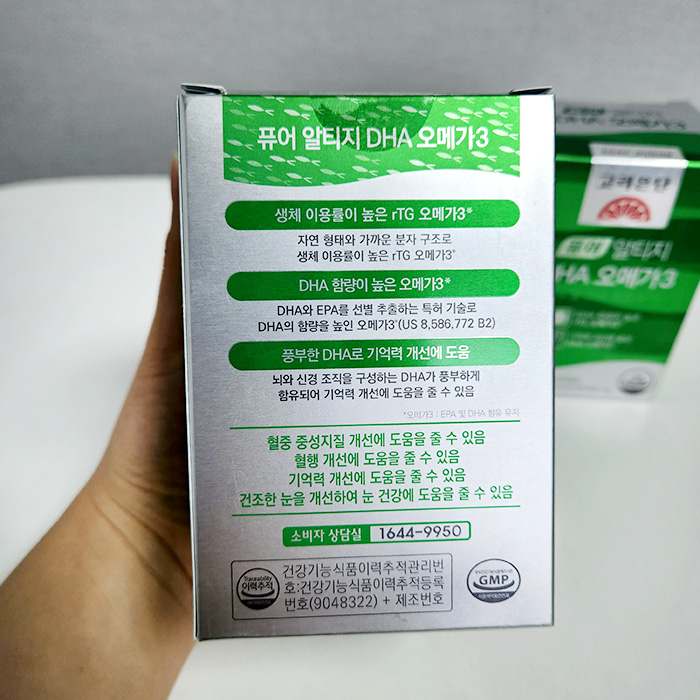 퓨어 알티지 DHA 오메가3
생체 이용률이 높은 rTG 오메가3*
자연 형태와 가까운 분자 구조로
생체 이용률이 높은 rTG 오메가3*
DHA 함량이 높은 오메가3*
DHA와 EPA를 선별 추출하는 특허 기술로
DHA의 함량을 높인 오메가3*(US 8,586,772 B2)
풍부한 DHA로 기억력 개선에 도움
뇌와 신경 조직을 구성하는 DHA가 풍부하게
함유되어 기억력 개선에 도움을 줄 수 있음
*오메가3 : EPA 및 DHA 함유 유지
혈중 중성지질 개선에 도움을 줄 수 있음
혈행 개선에 도움을 줄 수 있음
기억력 개선에 도움을 줄 수 있음
건조한 눈을 개선하여 눈 건강에 도움을 줄 수 있음
소비자 상담실 1644-9950
Traceability
이력추적
건강기능식품이력추적관리번
호:건강기능식품이력추적등록
번호(9048322) + 제조번호
GMP
고려은단
퓨어 알티지
DHA 오메가3